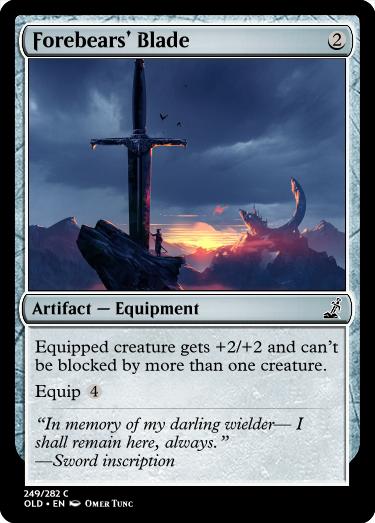 Forebears' Blade 2
Artifact — Equipment
Equipped creature gets +2/+2 and can't
be blocked by more than one creature.
Equip 4
"In memory of my darling wielder— I
shall remain here, always."
—Sword inscription
249/282 C
OLD • EN Omer Tunc